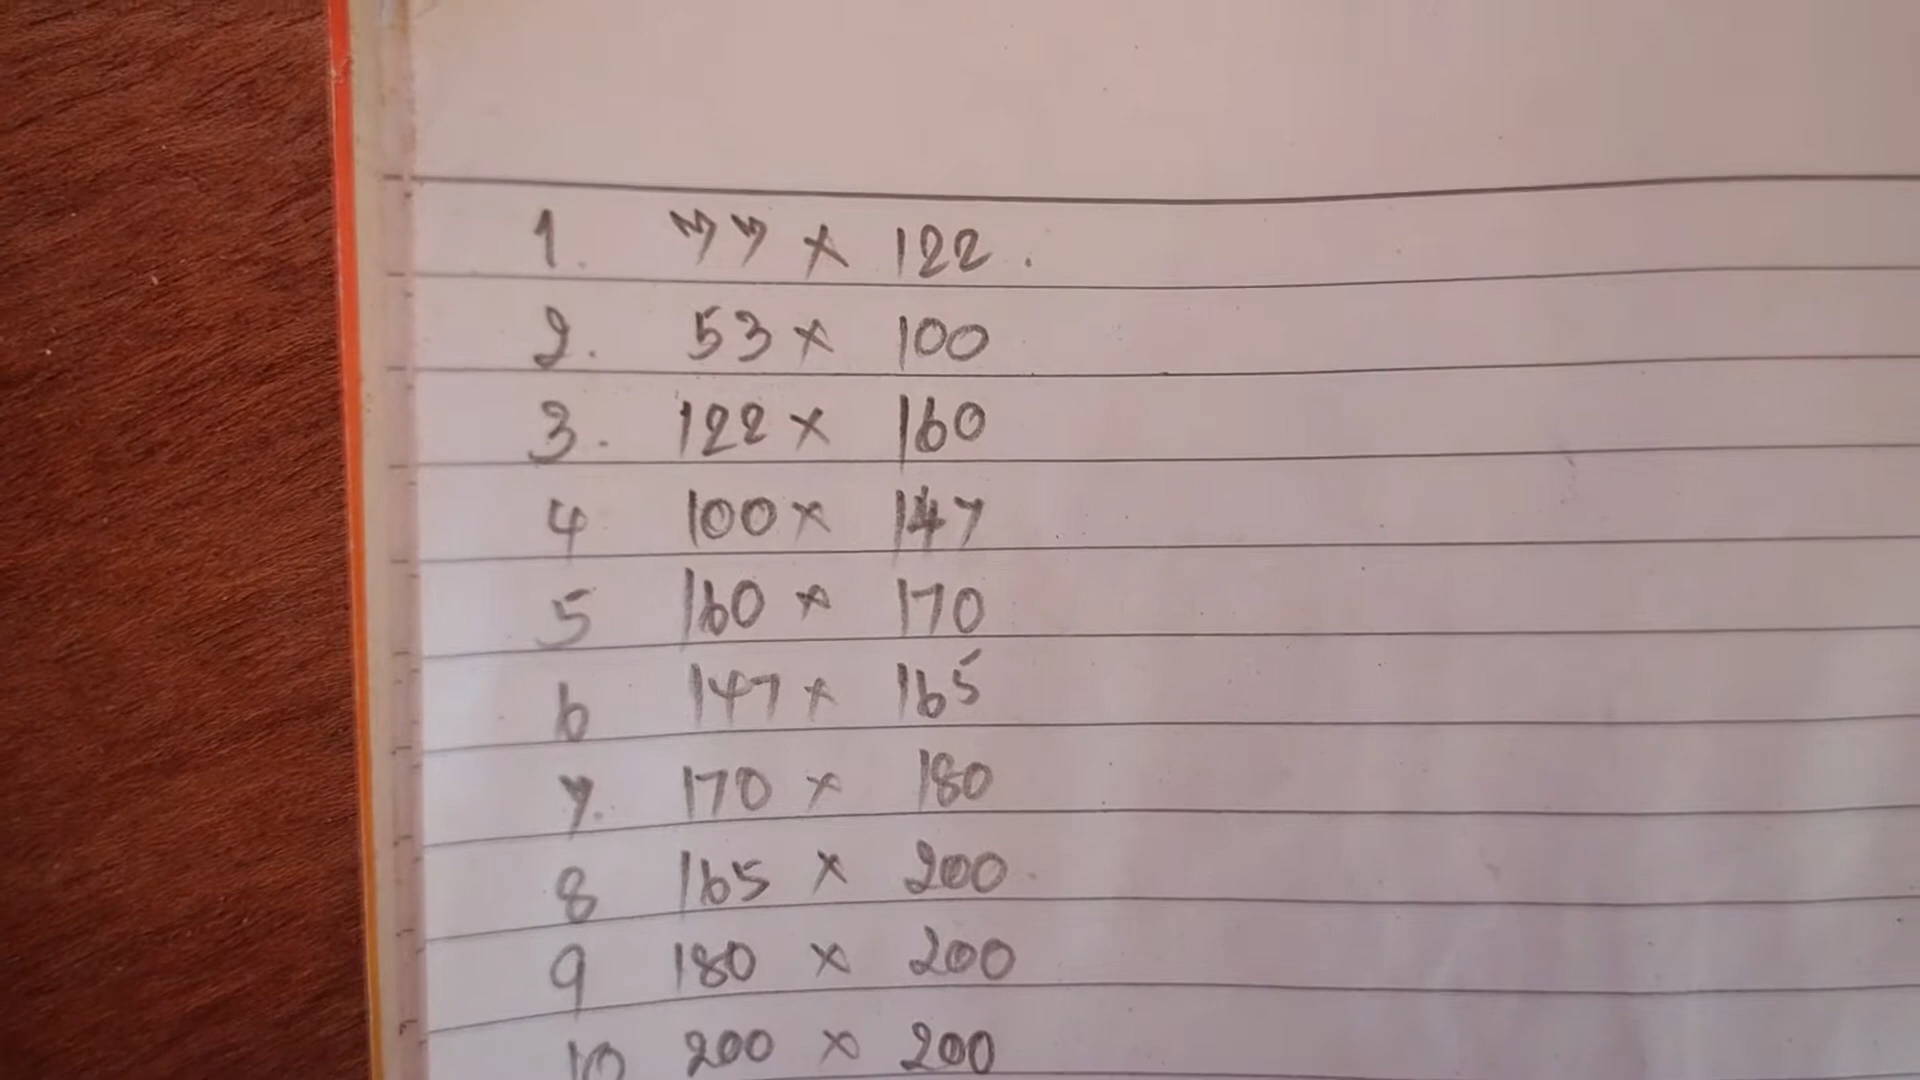 1. 77 x 122.
2. 53 x 100
3. 122 x 160
4 100 x 147
5 160 x 170
6 147 x 165
7. 170 x 180
8 165 x 200
9 180 x 200
10 200 x 200